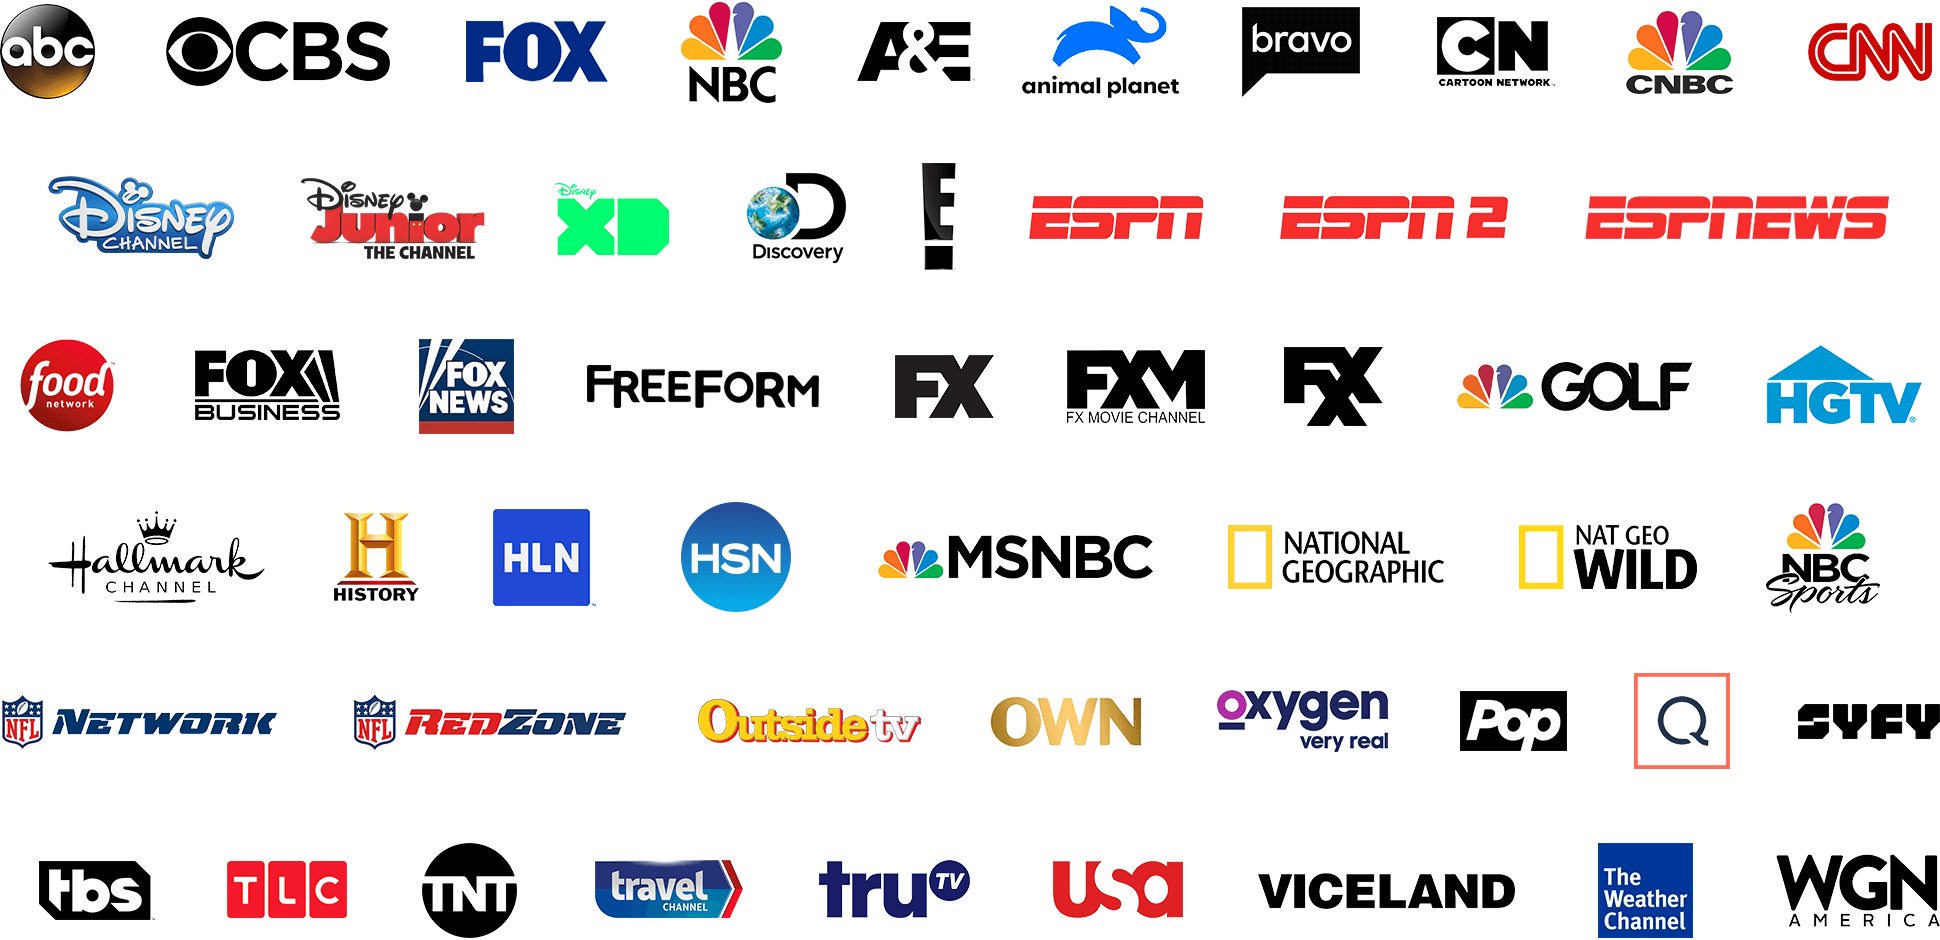 abc
CBS
FOX
NBC
A&E
animal planet
bravo
CN
CARTOON NETWORK
CNBC
CNN
Disney
CHANNEL
Disney
Junior
THE CHANNEL
Disney
XD
D
Discovery
E!
ESPN
ESPN 2
ESPNEWS
food
network
FOX
BUSINESS
FOX
NEWS
FREEFORM
FX
FXM
FX MOVIE CHANNEL
FXX
GOLF
HGTV
Hallmark
CHANNEL
H
HISTORY
HLN
HSN
MSNBC
NATIONAL
GEOGRAPHIC
NAT GEO
WILD
NBC
Sports
NFL NETWORK
NFL REDZONE
Outside tv
OWN
oxygen
very real
Pop
Q
SYFY
tbs
TLC
TNT
travel
CHANNEL
truTV
usa
VICELAND
The
Weather
Channel
WGN
AMERICA